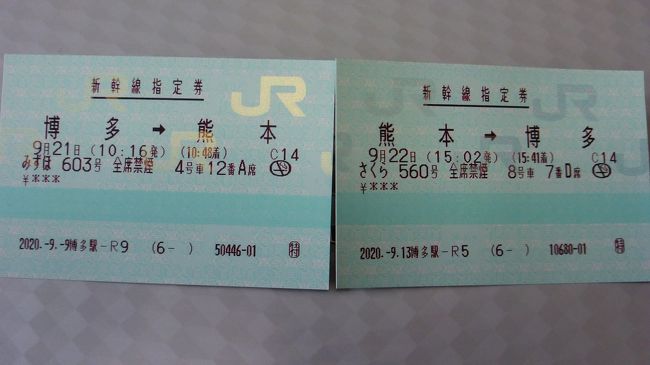 新幹線指定券
JR
博多 → 熊本
9月21日 (10:16発) (10:48着) C14
みずほ 603号 全席禁煙 4号車12番A席
¥***
2020.-9.-9博多駅-R9 (6- ) 50446-01 特
新幹線指定券
JR
熊本 → 博多
9月22日 (15:02発) (15:41着) C14
さくら 560号 全席禁煙 8号車 7番D席
¥***
2020.-9.13博多駅-R5 (6- ) 10680-01 特